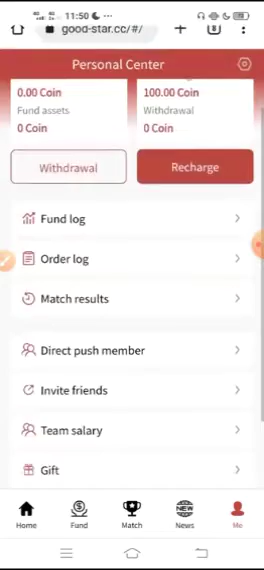 11:50
good-star.cc/#/
Personal Center
0.00 Coin
100.00 Coin
Fund assets
Withdrawal
0 Coin
0 Coin
Withdrawal
Recharge
Fund log
Order log
Match results
Direct push member
Invite friends
Team salary
Gift
NEW
Home
Fund
Match
News
Me